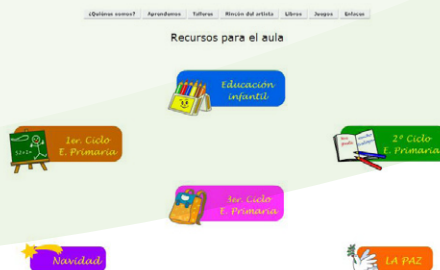 ¿Quiénes somos? Aprendamos Talleres Rincón del artista Libros Juegos Enlaces
Recursos para el aula
Educación
infantil
1er. Ciclo
E. Primaria
2º Ciclo
E. Primaria
3er. Ciclo
E. Primaria
Navidad
LA PAZ